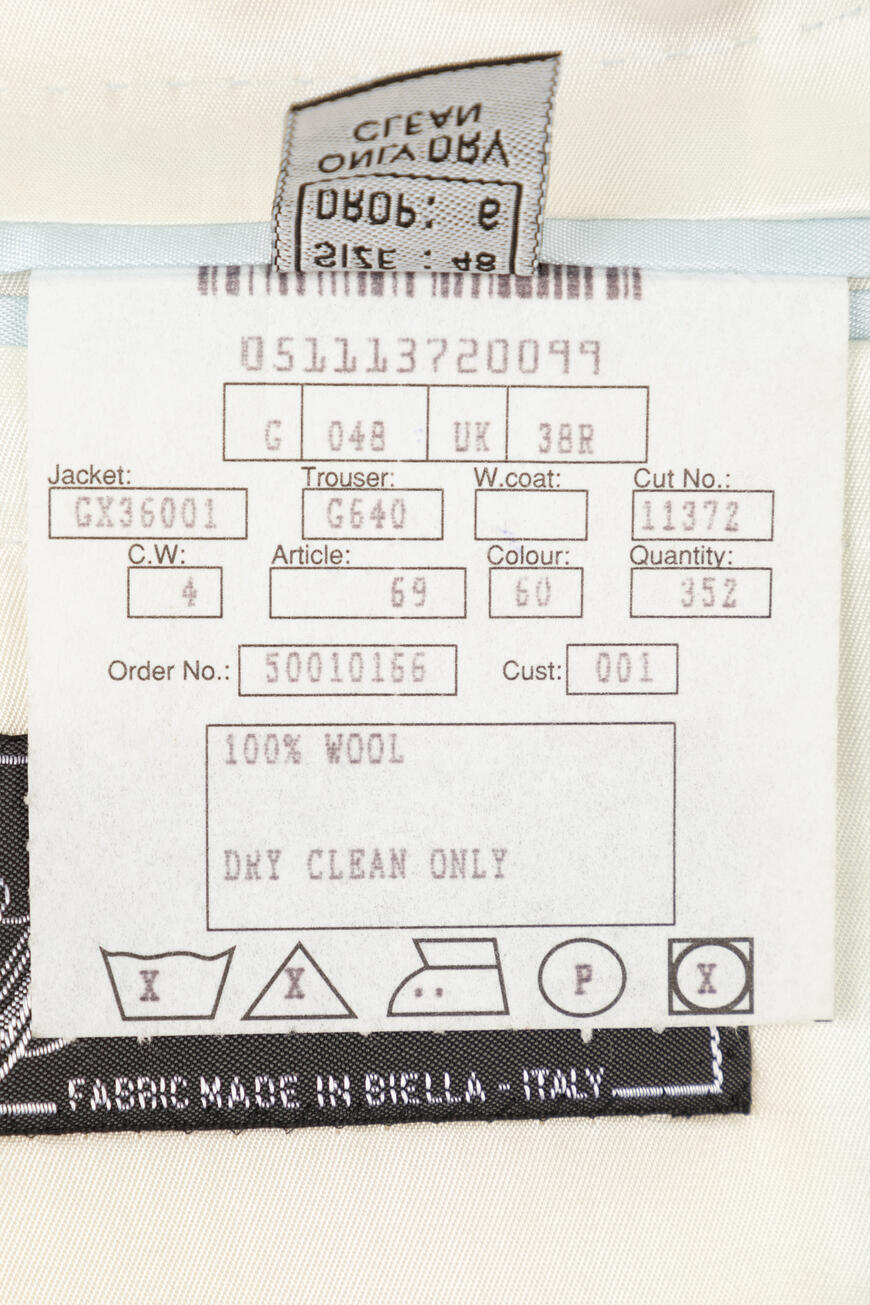 CLEAN
ONLY DRY
DROP: 6
SIZE : 48
051113720099
G 048 UK 38R
Jacket: Trouser: W.coat: Cut No.:
GX36001 G640 11372
C.W: Article: Colour: Quantity:
4 69 60 352
Order No.: 50010166 Cust: 001
100% WOOL
DRY CLEAN ONLY
X X P X
FABRIC MADE IN BIELLA - ITALY